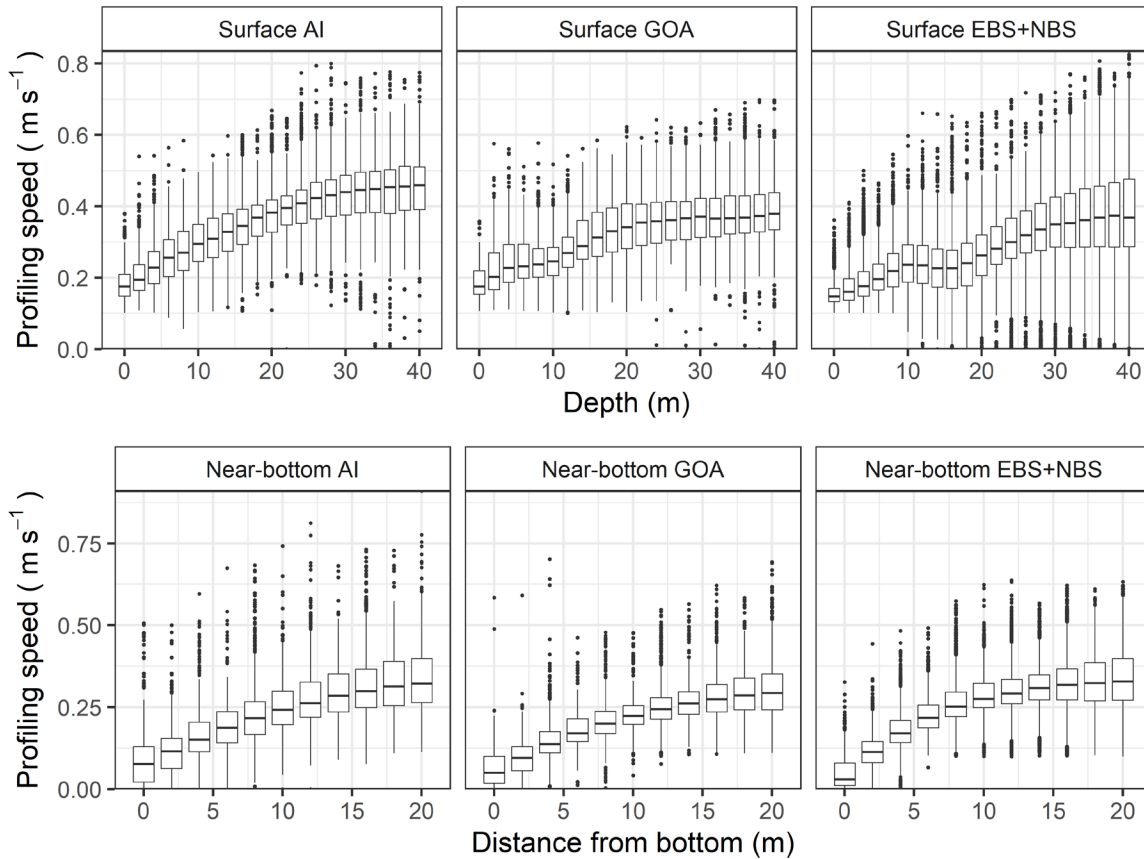 Surface AI Surface GOA Surface EBS+NBS
Profiling speed ( m s⁻¹ )
0.8
0.6
0.4
0.2
0.0
0 10 20 30 40 0 10 20 30 40 0 10 20 30 40
Depth (m)
Near-bottom AI Near-bottom GOA Near-bottom EBS+NBS
Profiling speed ( m s⁻¹ )
0.75
0.50
0.25
0.00
0 5 10 15 20 0 5 10 15 20 0 5 10 15 20
Distance from bottom (m)